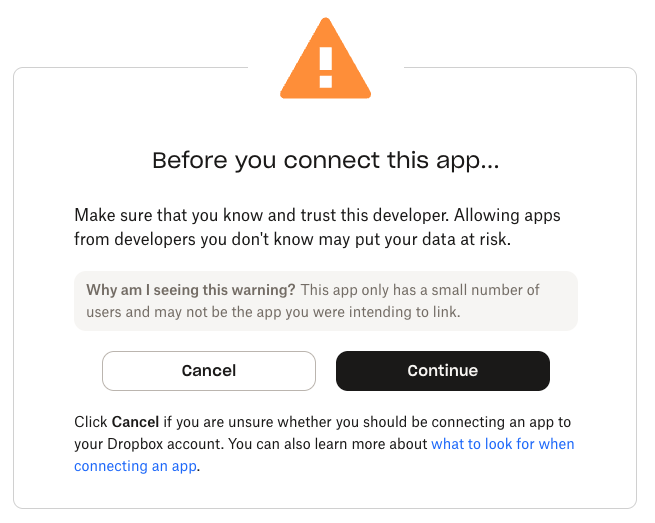 Before you connect this app...
Make sure that you know and trust this developer. Allowing apps
from developers you don't know may put your data at risk.
Why am I seeing this warning? This app only has a small number of
users and may not be the app you were intending to link.
Cancel Continue
Click Cancel if you are unsure whether you should be connecting an app to
your Dropbox account. You can also learn more about what to look for when
connecting an app.